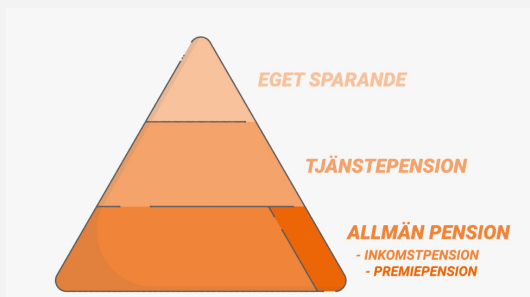 EGET SPARANDE
TJÄNSTEPENSION
ALLMÄN PENSION
- INKOMSTPENSION
- PREMIEPENSION